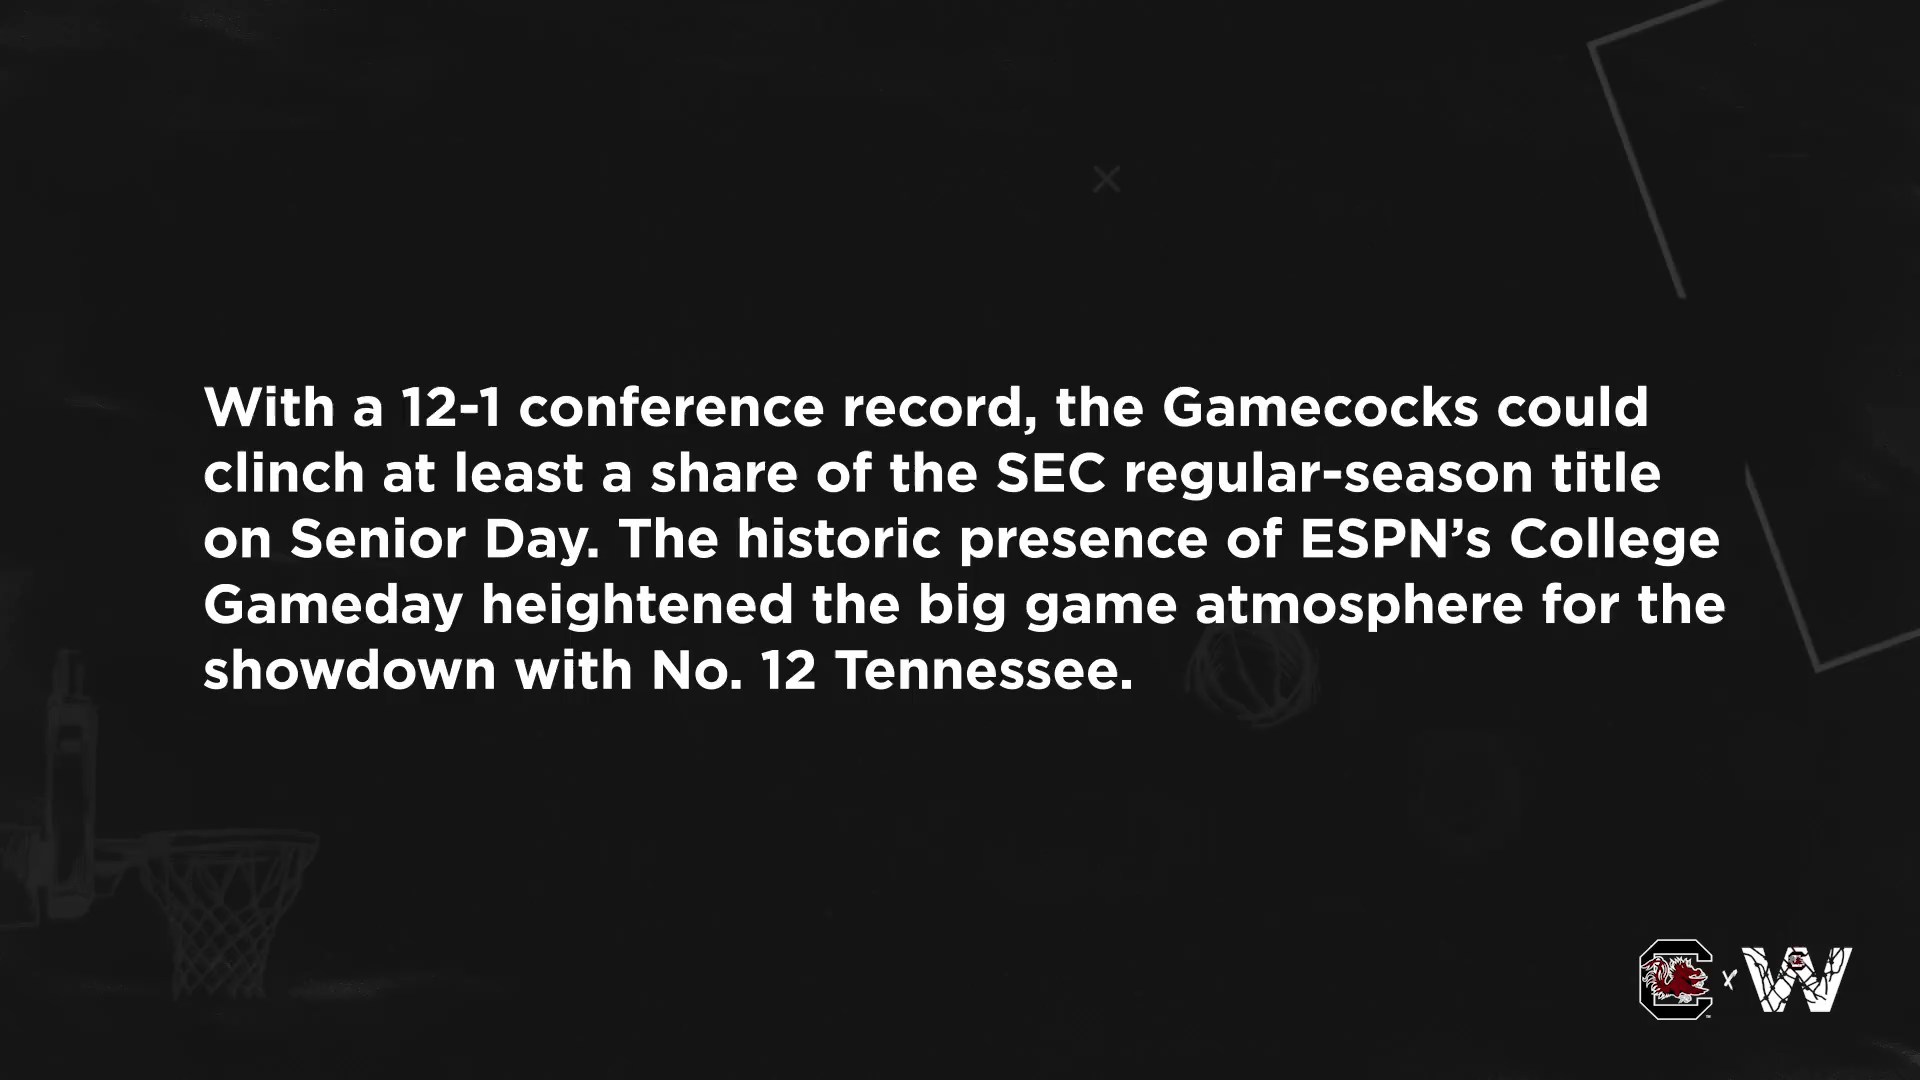 With a 12-1 conference record, the Gamecocks could
clinch at least a share of the SEC regular-season title
on Senior Day. The historic presence of ESPN’s College
Gameday heightened the big game atmosphere for the
showdown with No. 12 Tennessee.
C x W